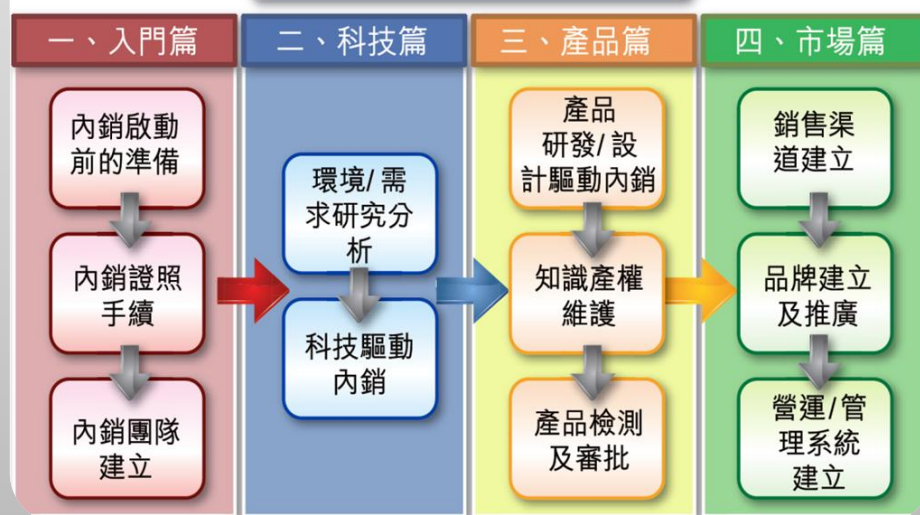 一、入門篇
內銷啟動
前的準備
內銷證照
手續
內銷團隊
建立
二、科技篇
環境/需
求研究分
析
科技驅動
內銷
三、產品篇
產品
研發/設
計驅動內銷
知識產權
維護
產品檢測
及審批
四、市場篇
銷售渠
道建立
品牌建立
及推廣
營運/管
理系統
建立